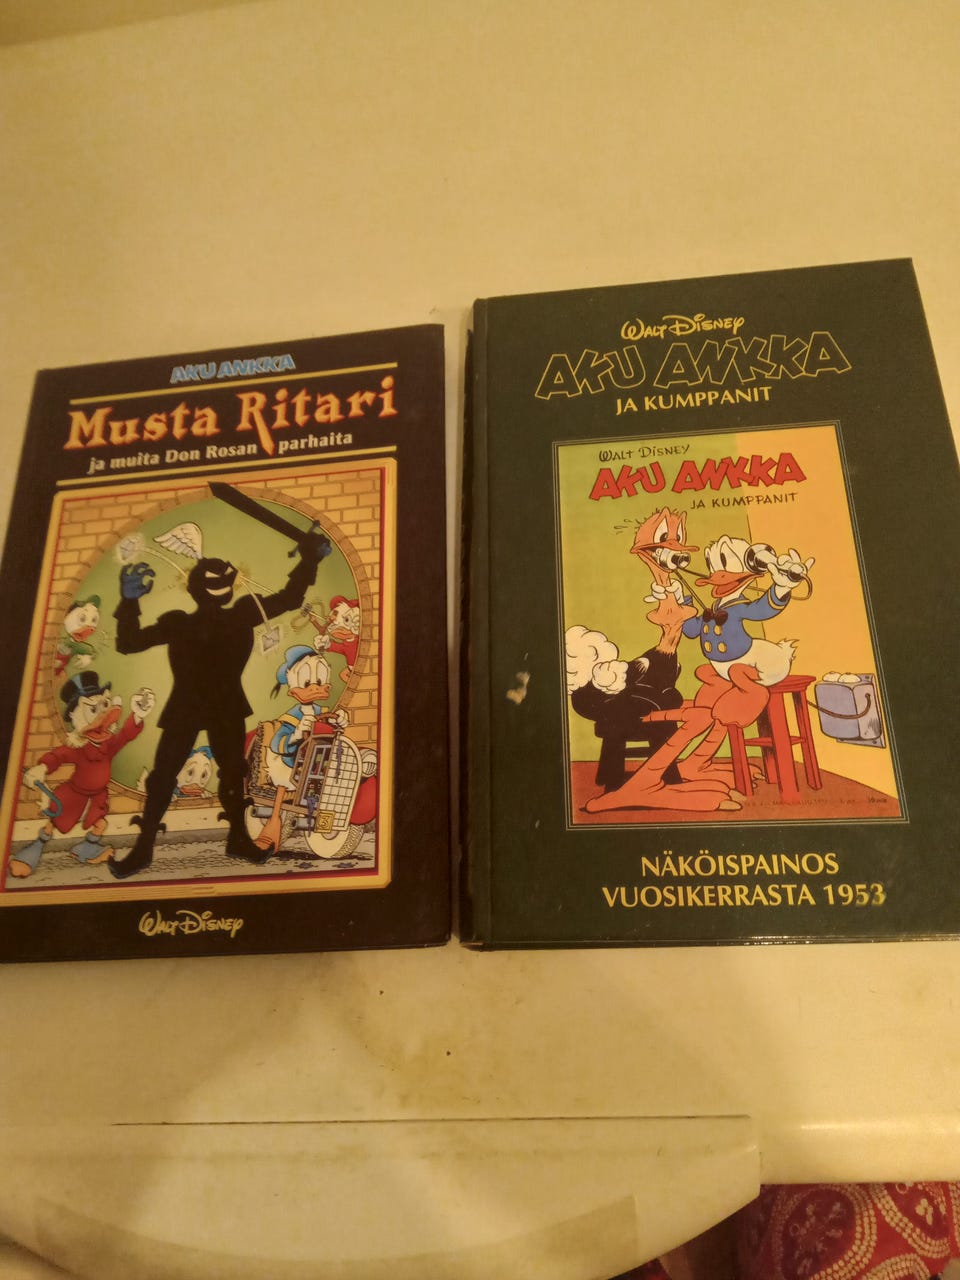 AKU ANKKA
Musta Ritari
ja muita Don Rosan parhaita
WALT DISNEY
WALT DISNEY
AKU ANKKA
JA KUMPPANIT
WALT DISNEY
AKU ANKKA
JA KUMPPANIT
NÄKÖISPAINOS
VUOSIKERRASTA 1953